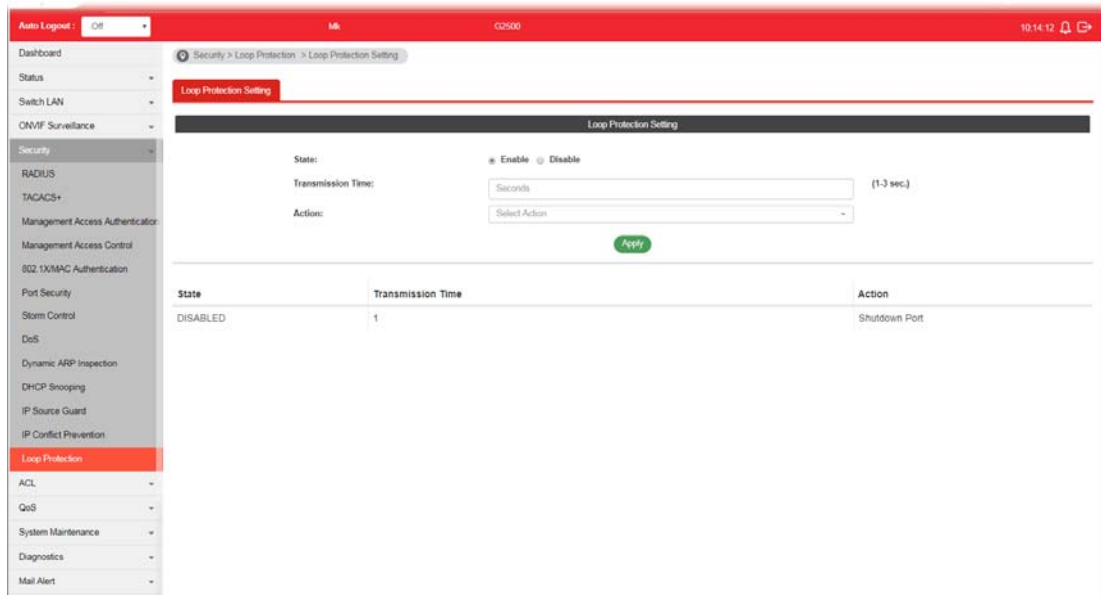 Auto Logout : Off Mk G2500 10:14:12
Dashboard
Status
Switch LAN
ONVIF Surveillance
Security
RADIUS
TACACS+
Management Access Authentication
Management Access Control
802.1X/MAC Authentication
Port Security
Storm Control
DoS
Dynamic ARP Inspection
DHCP Snooping
IP Source Guard
IP Conflict Prevention
Loop Protection
ACL
QoS
System Maintenance
Diagnostics
Mail Alert
Security > Loop Protection > Loop Protection Setting
Loop Protection Setting
Loop Protection Setting
State: Enable Disable
Transmission Time: Seconds (1-3 sec.)
Action: Select Action
Apply
State Transmission Time Action
DISABLED 1 Shutdown Port